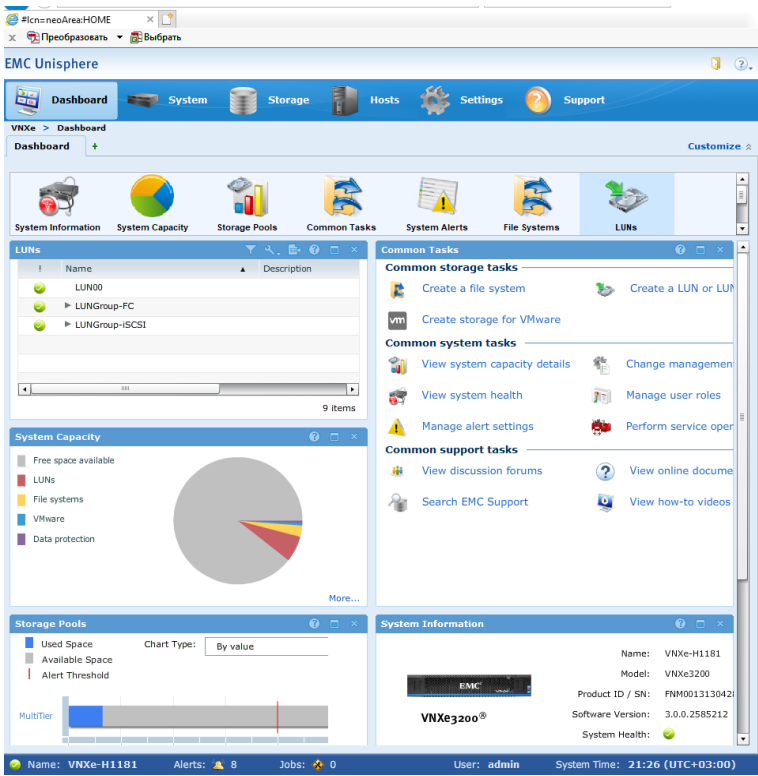 #lcn=neoArea:HOME
x Преобразовать Выбрать
EMC Unisphere
Dashboard System Storage Hosts Settings Support
VNXe > Dashboard
Dashboard + Customize
System Information System Capacity Storage Pools Common Tasks System Alerts File Systems LUNs
LUNs
! Name Description
LUN00
LUNGroup-FC
LUNGroup-iSCSI
9 items
Common Tasks
Common storage tasks
Create a file system Create a LUN or LUN
Create storage for VMware
Common system tasks
View system capacity details Change managemen
View system health Manage user roles
Manage alert settings Perform service oper
Common support tasks
View discussion forums View online docume
Search EMC Support View how-to videos
System Capacity
Free space available
LUNs
File systems
VMware
Data protection
More...
Storage Pools
Used Space Chart Type: By value
Available Space
Alert Threshold
MultiTier
System Information
EMC²
VNXe3200®
Name: VNXe-H1181
Model: VNXe3200
Product ID / SN: FNM0013130428
Software Version: 3.0.0.2585212
System Health:
Name: VNXe-H1181 Alerts: 8 Jobs: 0 User: admin System Time: 21:26 (UTC+03:00)